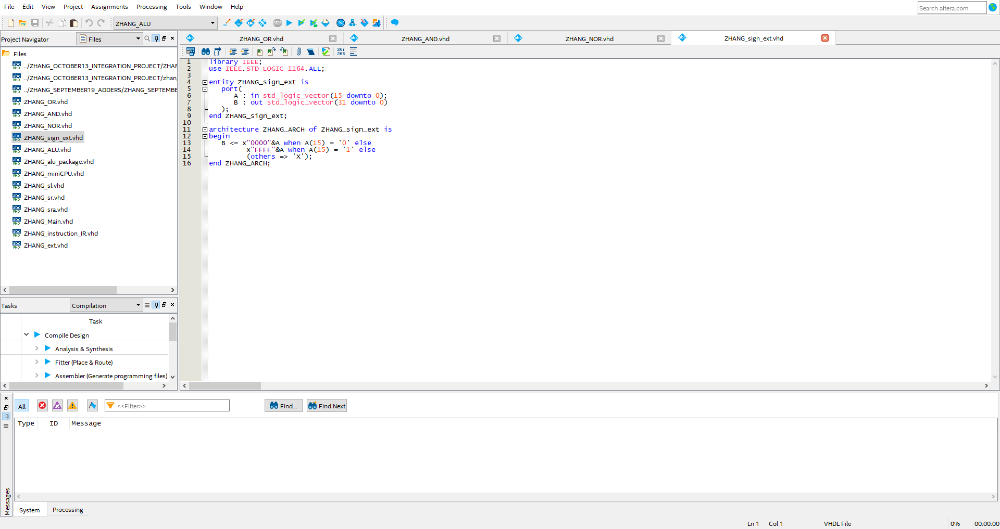 File Edit View Project Assignments Processing Tools Window Help
Search altera.com
ZHANG_ALU
Project Navigator
Files
ZHANG_OR.vhd
ZHANG_AND.vhd
ZHANG_NOR.vhd
ZHANG_sign_ext.vhd
Files
../ZHANG_OCTOBER13_INTEGRATION_PROJECT/ZHAN
../ZHANG_OCTOBER13_INTEGRATION_PROJECT/zhang
../ZHANG_SEPTEMBER19_ADDERS/ZHANG_SEPTEMBE
ZHANG_OR.vhd
ZHANG_AND.vhd
ZHANG_NOR.vhd
ZHANG_sign_ext.vhd
ZHANG_ALU.vhd
ZHANG_alu_package.vhd
ZHANG_miniCPU.vhd
ZHANG_sl.vhd
ZHANG_sr.vhd
ZHANG_sra.vhd
ZHANG_Main.vhd
ZHANG_instruction_IR.vhd
ZHANG_ext.vhd
267
268
1 library IEEE;
2 use IEEE.STD_LOGIC_1164.ALL;
3
4 entity ZHANG_sign_ext is
5 port(
6 A : in std_logic_vector(15 downto 0);
7 B : out std_logic_vector(31 downto 0)
8 );
9 end ZHANG_sign_ext;
10
11 architecture ZHANG_ARCH of ZHANG_sign_ext is
12 begin
13 B <= x"0000"&A when A(15) = '0' else
14 x"FFFF"&A when A(15) = '1' else
15 (others => 'X');
16 end ZHANG_ARCH;
Tasks
Compilation
Task
Compile Design
Analysis & Synthesis
Fitter (Place & Route)
Assembler (Generate programming files)
All
<<Filter>>
Find...
Find Next
Type ID Message
Messages
System Processing
Ln 1 Col 1 VHDL File 0% 00:00:00